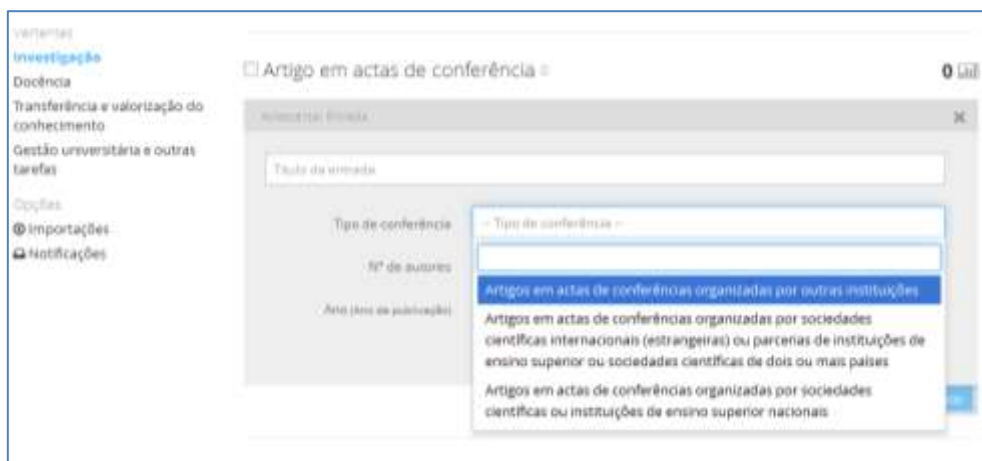 Vertentes
Investigação
Docência
Transferência e valorização do
conhecimento
Gestão universitária e outras
tarefas
Opções
Importações
Notificações
Artigo em actas de conferência
0
Adicionar Entrada
Título da entrada
Tipo de conferência
-- Tipo de conferência --
Nº de autores
Ano (Ano de publicação)
Artigos em actas de conferências organizadas por outras instituições
Artigos em actas de conferências organizadas por sociedades
científicas internacionais (estrangeiras) ou parcerias de instituições de
ensino superior ou sociedades científicas de dois ou mais países
Artigos em actas de conferências organizadas por sociedades
científicas ou instituições de ensino superior nacionais